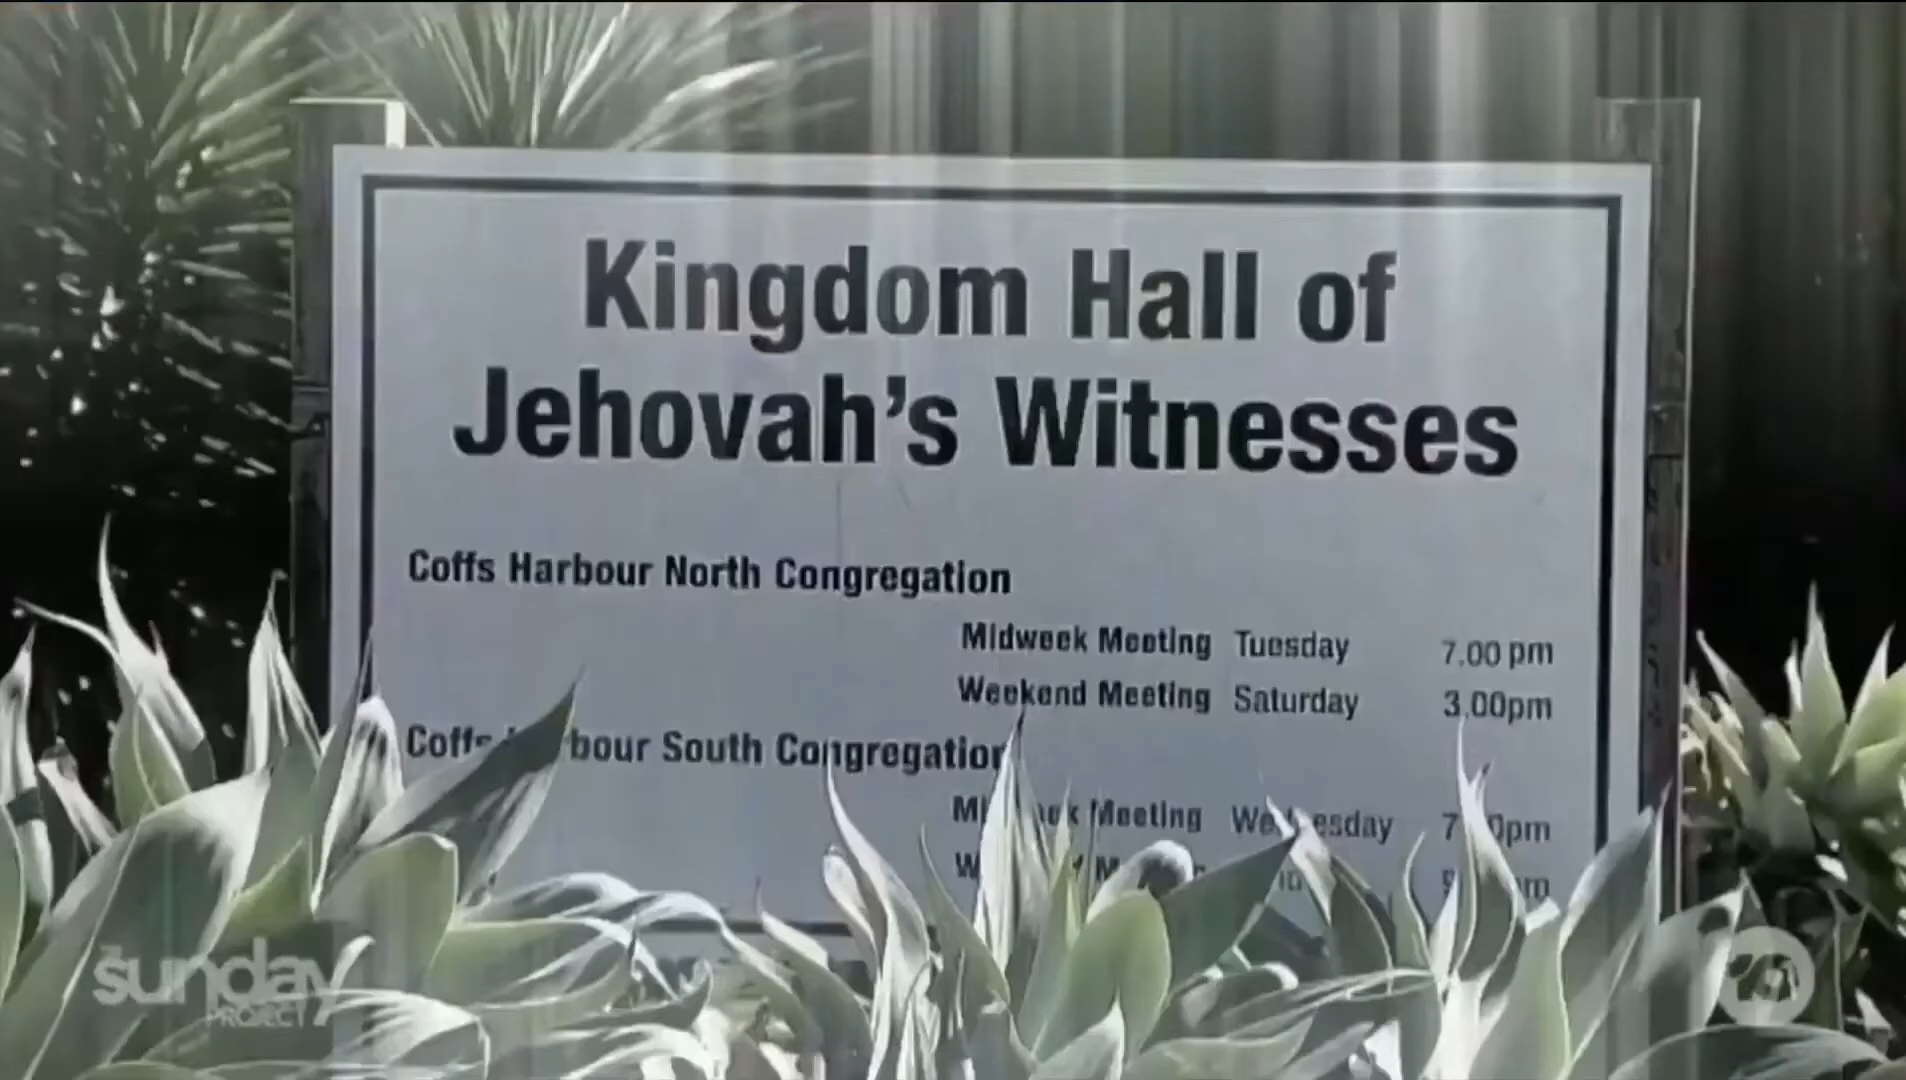 Kingdom Hall of
Jehovah's Witnesses
Coffs Harbour North Congregation
Midweek Meeting Tuesday 7.00 pm
Weekend Meeting Saturday 3.00pm
South Congregation
Meeting
the sunday
PROJECT